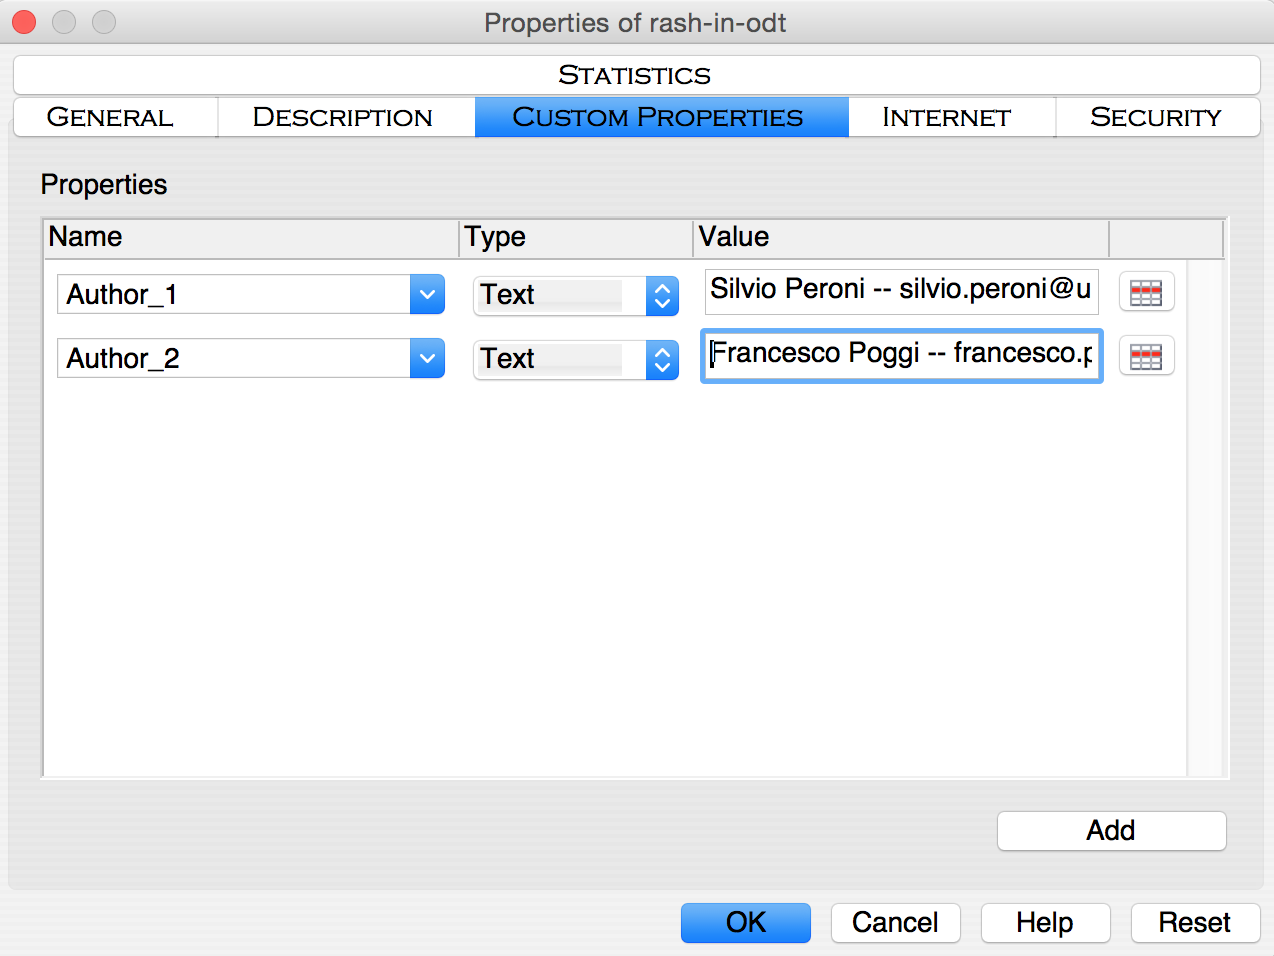 Properties of rash-in-odt
Statistics
General Description Custom Properties Internet Security
Properties
Name Type Value
Author_1 Text Silvio Peroni -- silvio.peroni@u
Author_2 Text Francesco Poggi -- francesco.p
Add
OK Cancel Help Reset